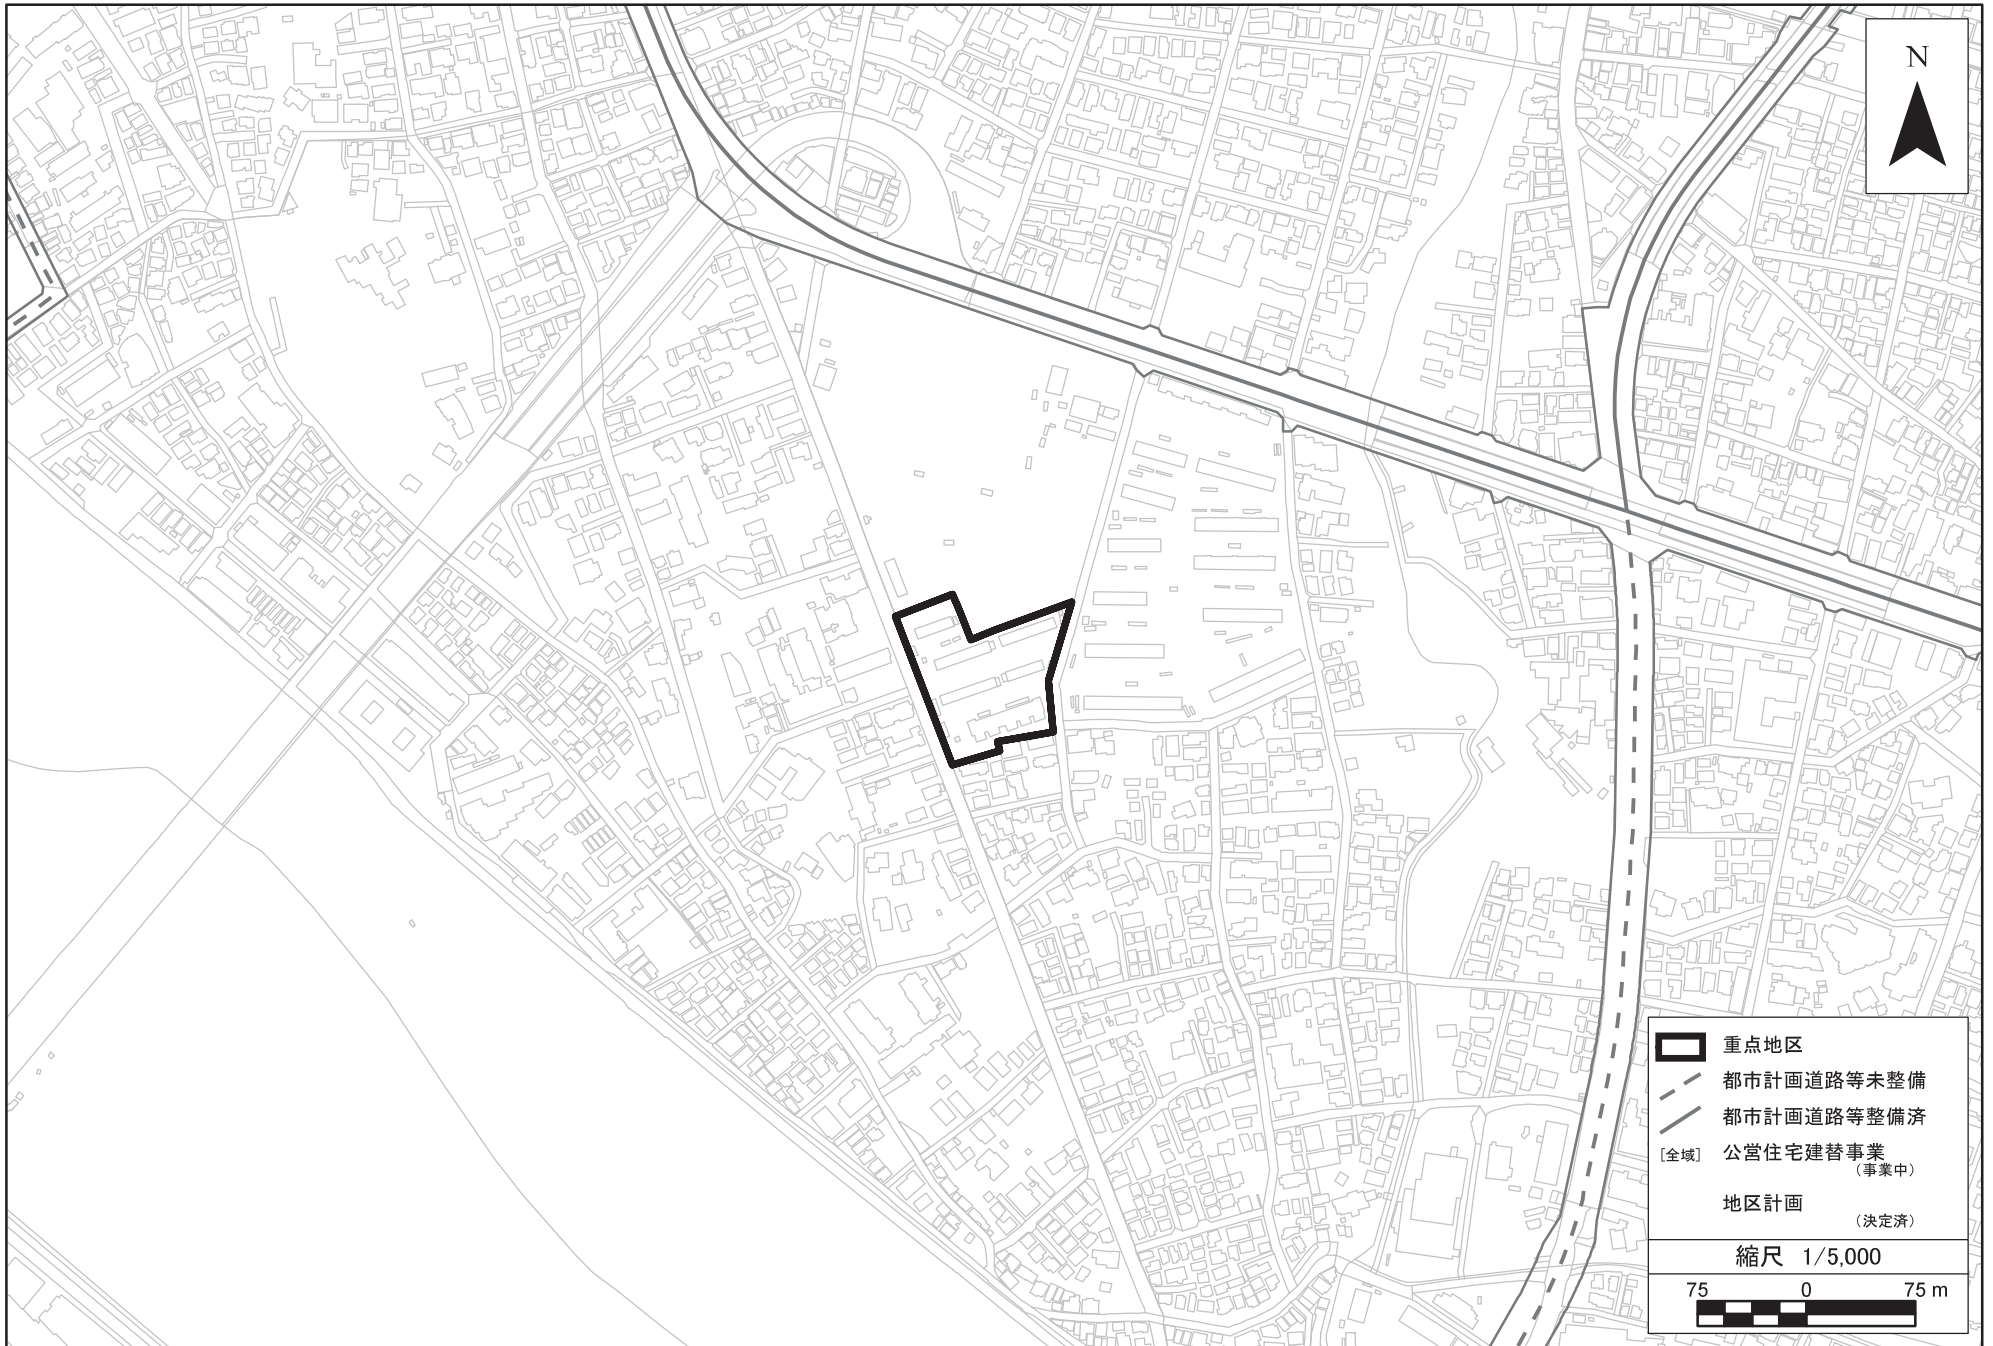 N
重点地区
都市計画道路等未整備
都市計画道路等整備済
[全域] 公営住宅建替事業
（事業中）
地区計画
（決定済）
縮尺 1/5,000
75 0 75 m